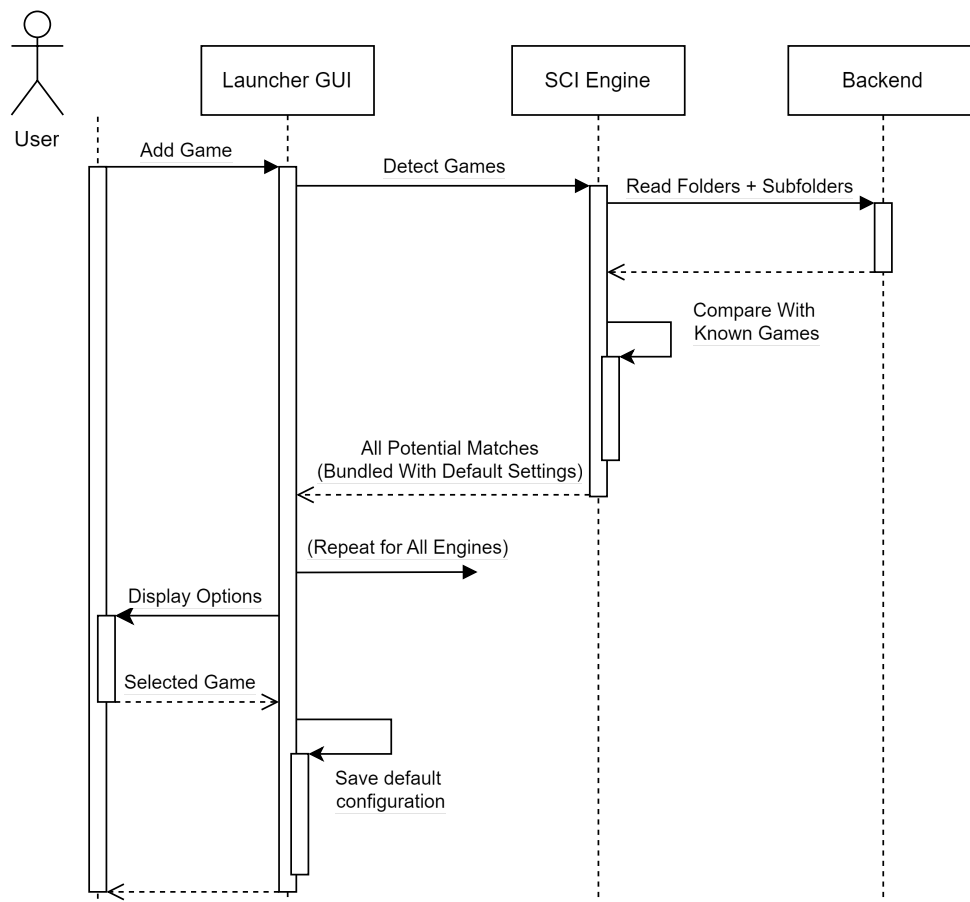 User
Launcher GUI
SCI Engine
Backend
Add Game
Detect Games
Read Folders + Subfolders
Compare With
Known Games
All Potential Matches
(Bundled With Default Settings)
(Repeat for All Engines)
Display Options
Selected Game
Save default
configuration